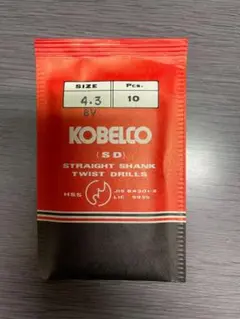 SIZE Pcs.
4.3 10
BV
KOBELCO
(SD)
STRAIGHT SHANK
TWIST DRILLS
HSS